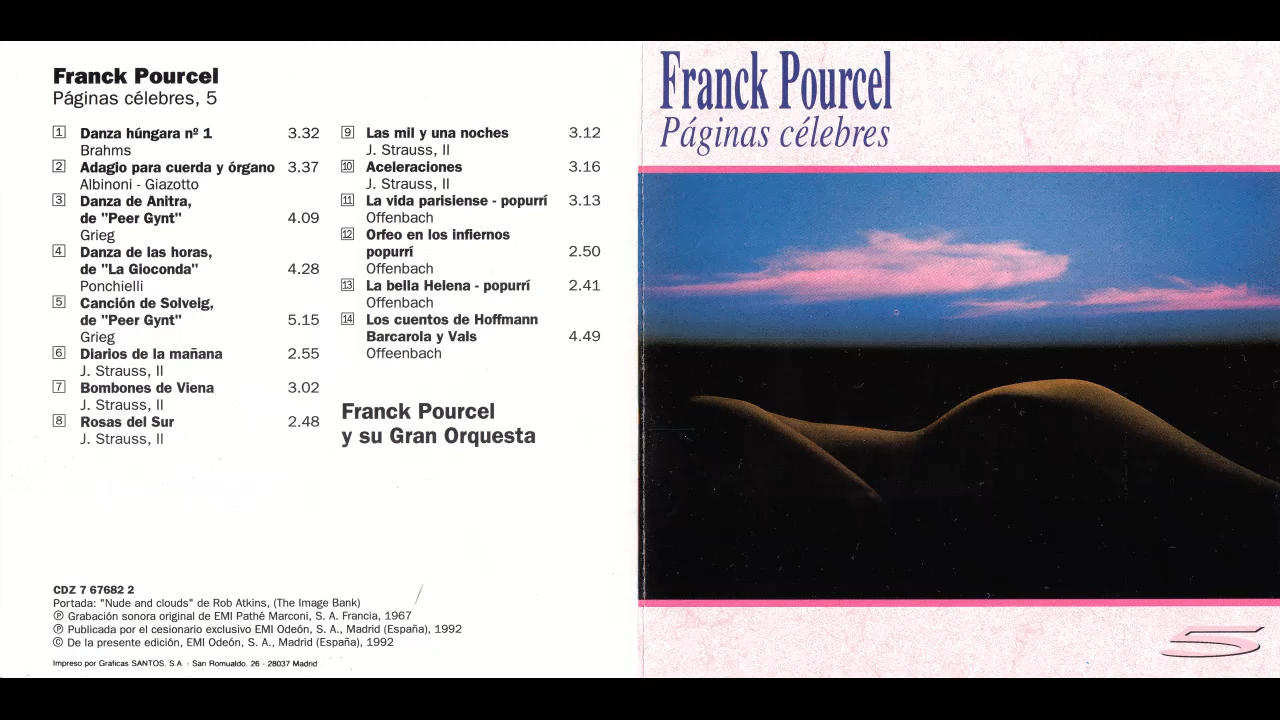 Franck Pourcel
Páginas célebres, 5
1 Danza húngara nº 1 3.32
Brahms
2 Adagio para cuerda y órgano 3.37
Albinoni - Giazotto
3 Danza de Anitra,
de "Peer Gynt" 4.09
Grieg
4 Danza de las horas,
de "La Gioconda" 4.28
Ponchielli
5 Canción de Solveig,
de "Peer Gynt" 5.15
Grieg
6 Diarios de la mañana 2.55
J. Strauss, II
7 Bombones de Viena 3.02
J. Strauss, II
8 Rosas del Sur 2.48
J. Strauss, II
9 Las mil y una noches 3.12
J. Strauss, II
10 Aceleraciones 3.16
J. Strauss, II
11 La vida parisiense - popurrí 3.13
Offenbach
12 Orfeo en los infiernos
popurrí 2.50
Offenbach
13 La bella Helena - popurrí 2.41
Offenbach
14 Los cuentos de Hoffmann
Barcarola y Vals 4.49
Offeenbach
Franck Pourcel
y su Gran Orquesta
CDZ 7 67682 2
Portada: "Nude and clouds" de Rob Atkins, (The Image Bank)
℗ Grabación sonora original de EMI Pathé Marconi, S. A. Francia, 1967
℗ Publicada por el cesionario exclusivo EMI Odeón, S. A., Madrid (España), 1992
© De la presente edición, EMI Odeón, S. A., Madrid (España), 1992
Impreso por Gráficas SANTOS, S.A. - San Romualdo, 26 - 28037 Madrid
Franck Pourcel
Páginas célebres
5